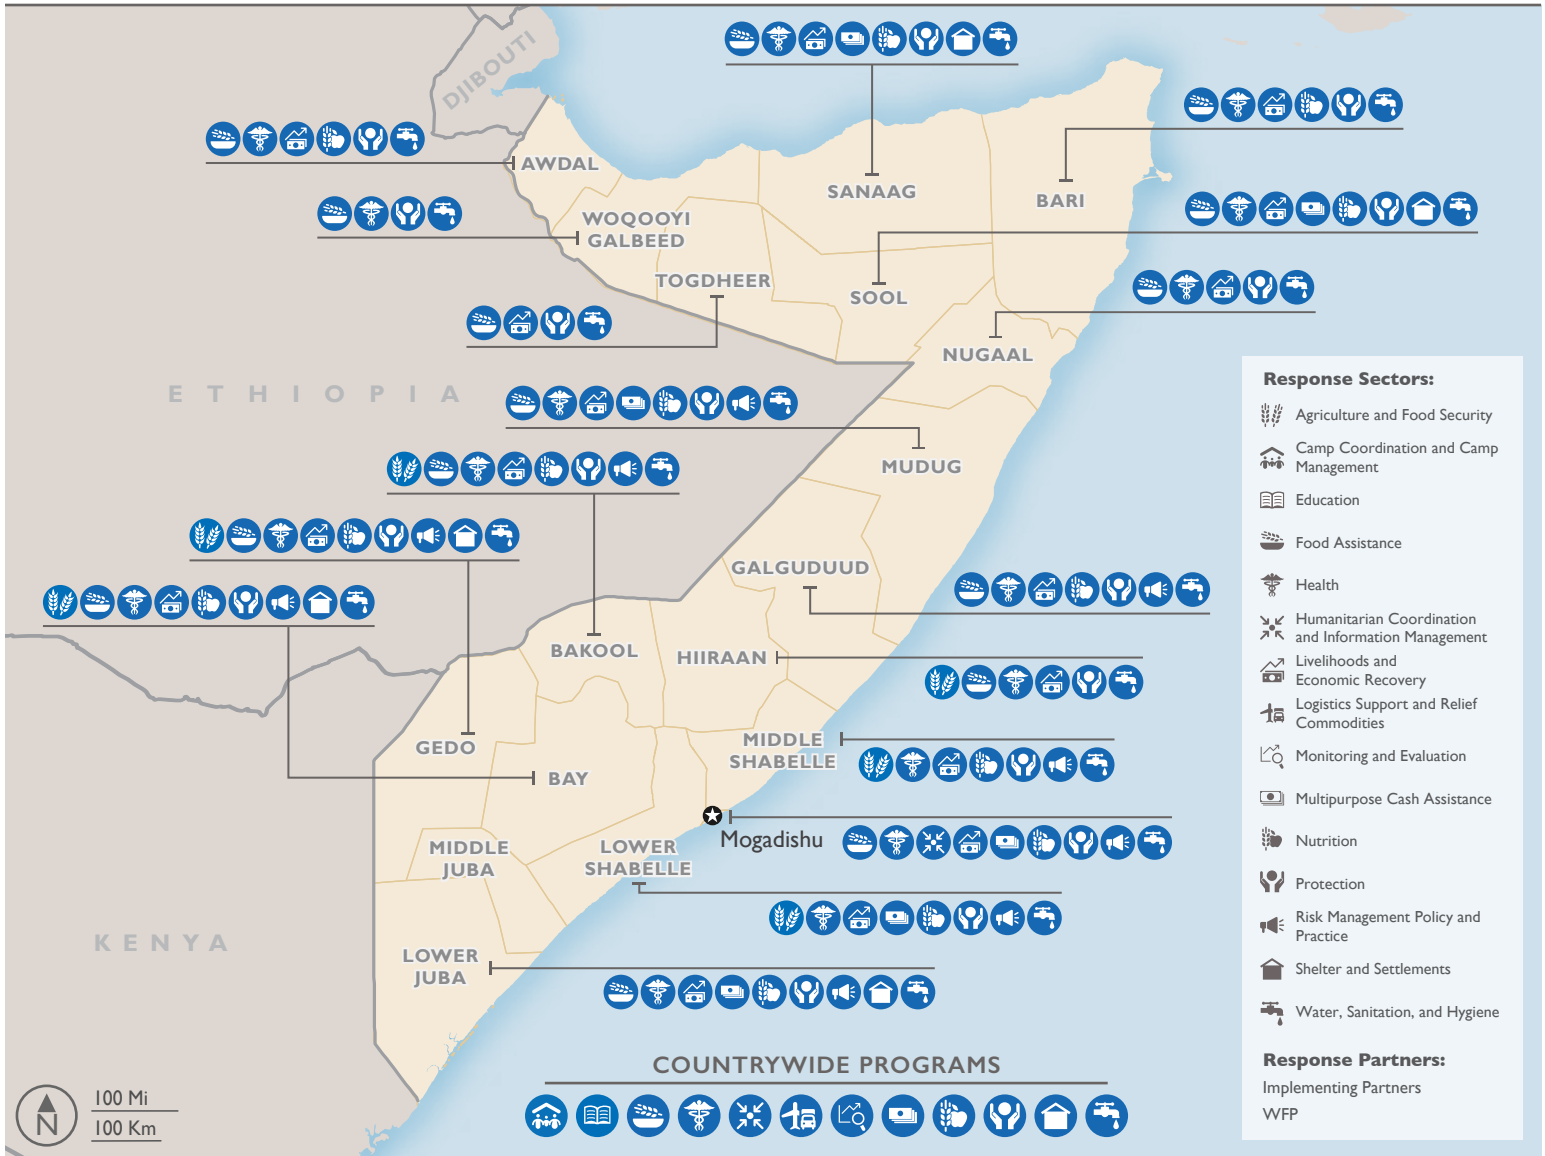 DJIBOUTI
AWDAL
SANAAG
BARI
WOQOOYI
GALBEED
TOGDHEER
SOOL
NUGAAL
ETHIOPIA
MUDUG
GALGUDUUD
BAKOOL
HIIRAAN
GEDO
MIDDLE
SHABELLE
BAY
Mogadishu
MIDDLE
JUBA
LOWER
SHABELLE
KENYA
LOWER
JUBA
COUNTRYWIDE PROGRAMS
N
100 Mi
100 Km
Response Sectors:
Agriculture and Food Security
Camp Coordination and Camp
Management
Education
Food Assistance
Health
Humanitarian Coordination
and Information Management
Livelihoods and
Economic Recovery
Logistics Support and Relief
Commodities
Monitoring and Evaluation
Multipurpose Cash Assistance
Nutrition
Protection
Risk Management Policy and
Practice
Shelter and Settlements
Water, Sanitation, and Hygiene
Response Partners:
Implementing Partners
WFP